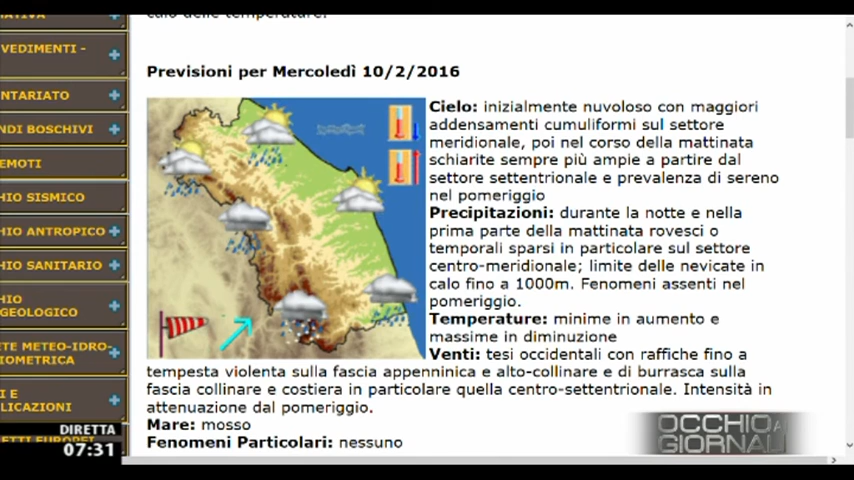 calo delle temperature.
VEDIMENTI -
NTARIATO
NDI BOSCHIVI
EMOTI
HIO SISMICO
HIO ANTROPICO
HIO SANITARIO
HIO
GEOLOGICO
TE METEO-IDRO-
IOMETRICA
I E
LICAZIONI
Previsioni per Mercoledì 10/2/2016
Cielo: inizialmente nuvoloso con maggiori
addensamenti cumuliformi sul settore
meridionale, poi nel corso della mattinata
schiarite sempre più ampie a partire dal
settore settentrionale e prevalenza di sereno
nel pomeriggio
Precipitazioni: durante la notte e nella
prima parte della mattinata rovesci o
temporali sparsi in particolare sul settore
centro-meridionale; limite delle nevicate in
calo fino a 1000m. Fenomeni assenti nel
pomeriggio.
Temperature: minime in aumento e
massime in diminuzione
Venti: tesi occidentali con raffiche fino a
tempesta violenta sulla fascia appenninica e alto-collinare e di burrasca sulla
fascia collinare e costiera in particolare quella centro-settentrionale. Intensità in
attenuazione dal pomeriggio.
Mare: mosso
Fenomeni Particolari: nessuno
DIRETTA
07:31
OCCHIO AI
GIORNALI